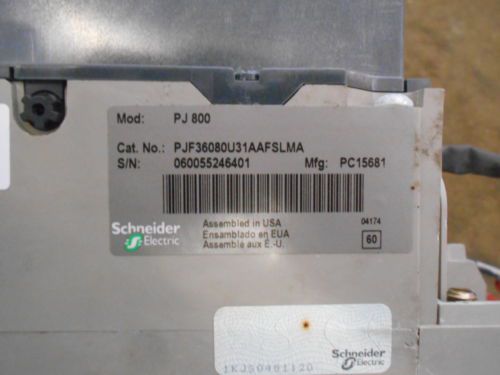 Mod: PJ 800
Cat. No.: PJF36080U31AAFSLMA
S/N: 060055246401 Mfg: PC15681
Schneider
Electric
Assembled in USA
Ensamblado en EUA
Assemblé aux É.-U.
04174
60
Schneider
Electric